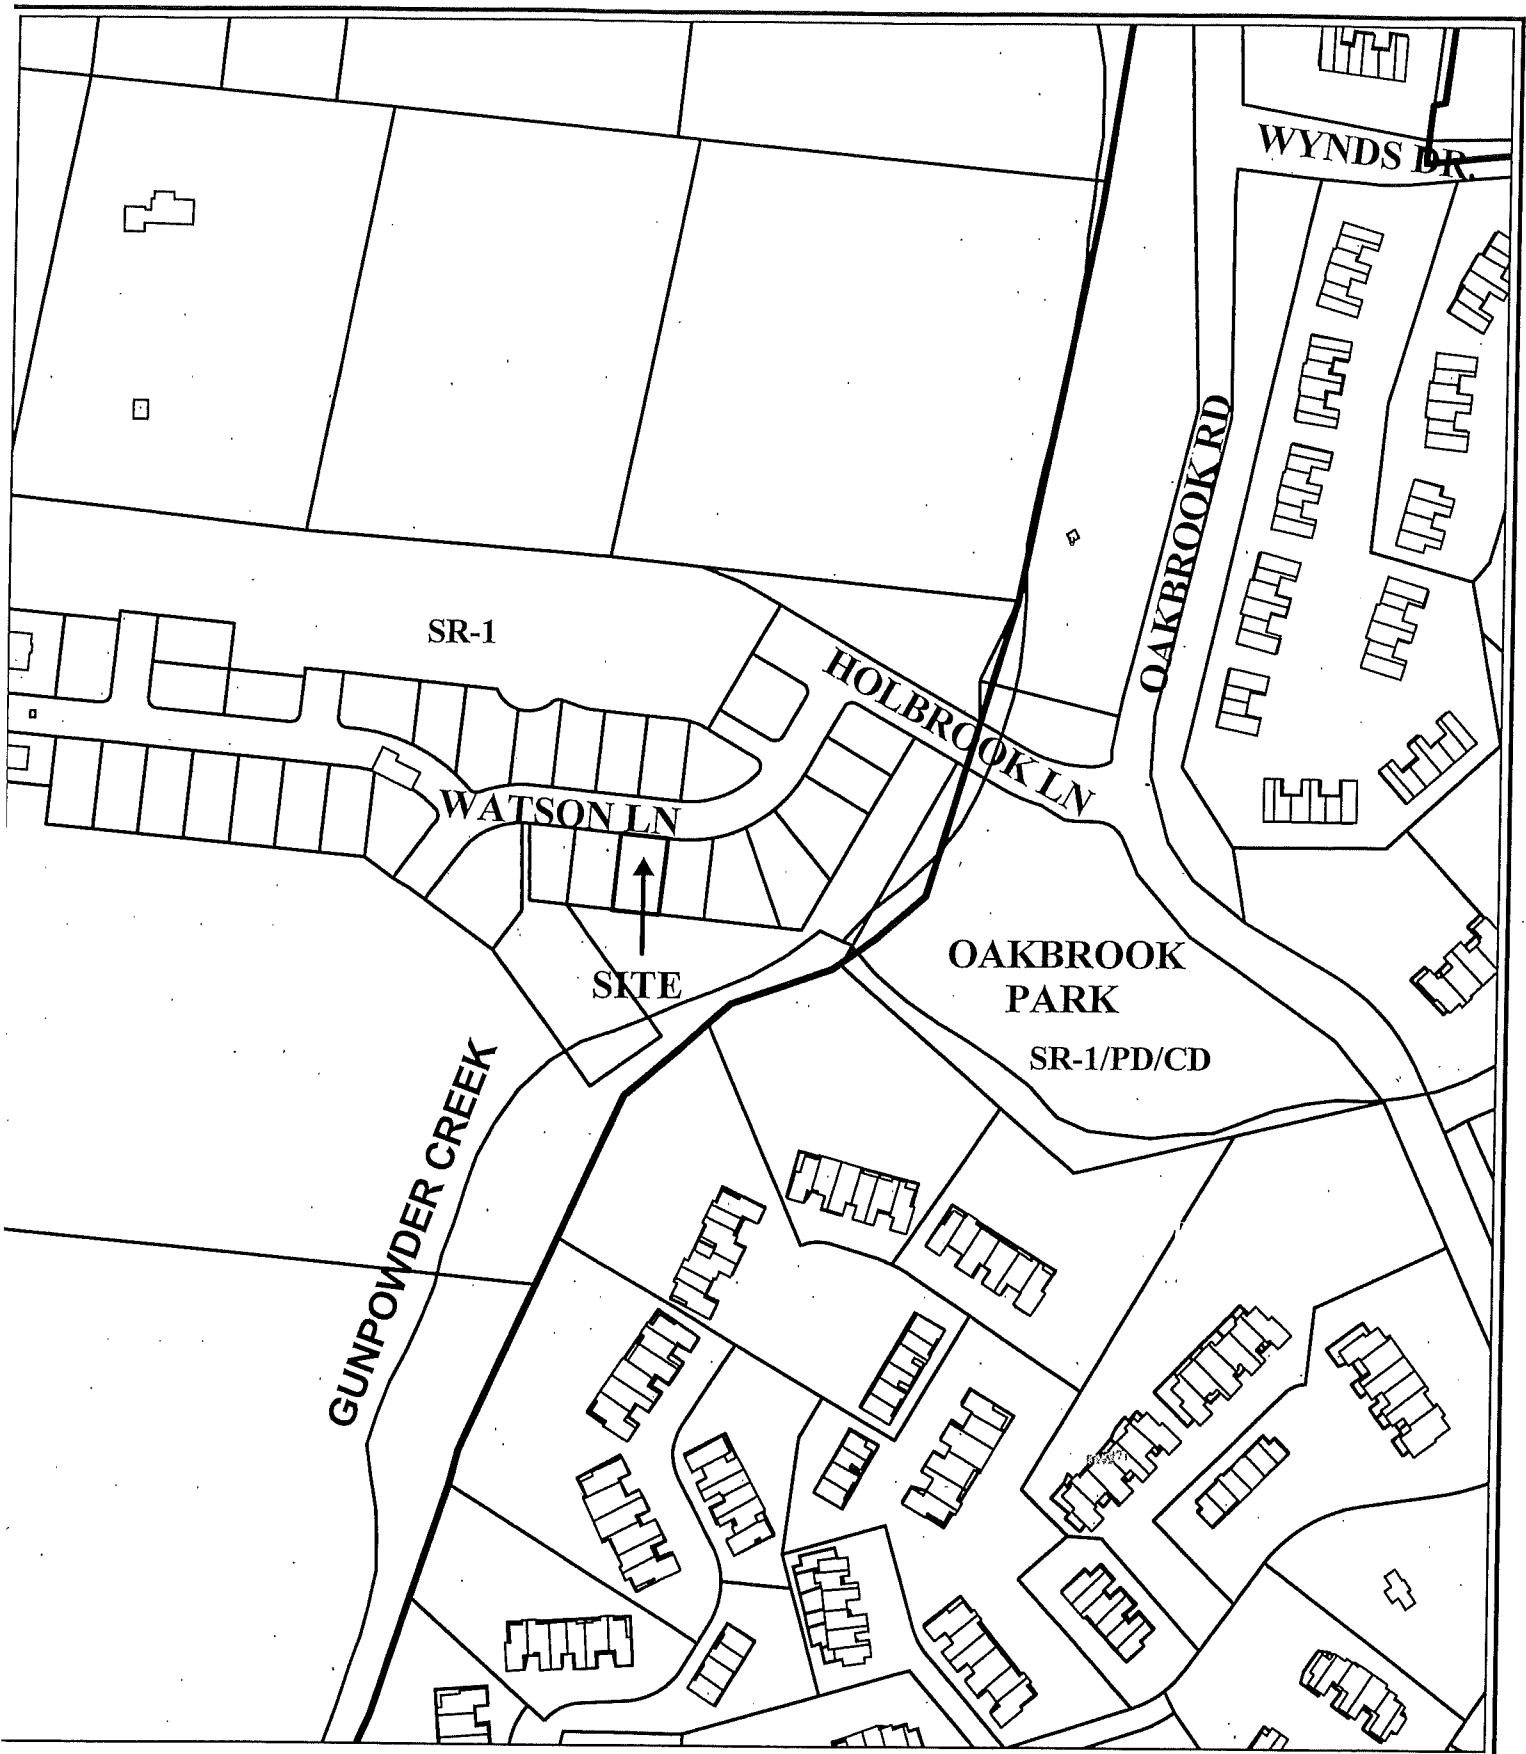 WYNDS DR.
OAKBROOK RD
SR-1
HOLBROOK LN
WATSON LN
SITE
OAKBROOK
PARK
SR-1/PD/CD
GUNPOWDER CREEK